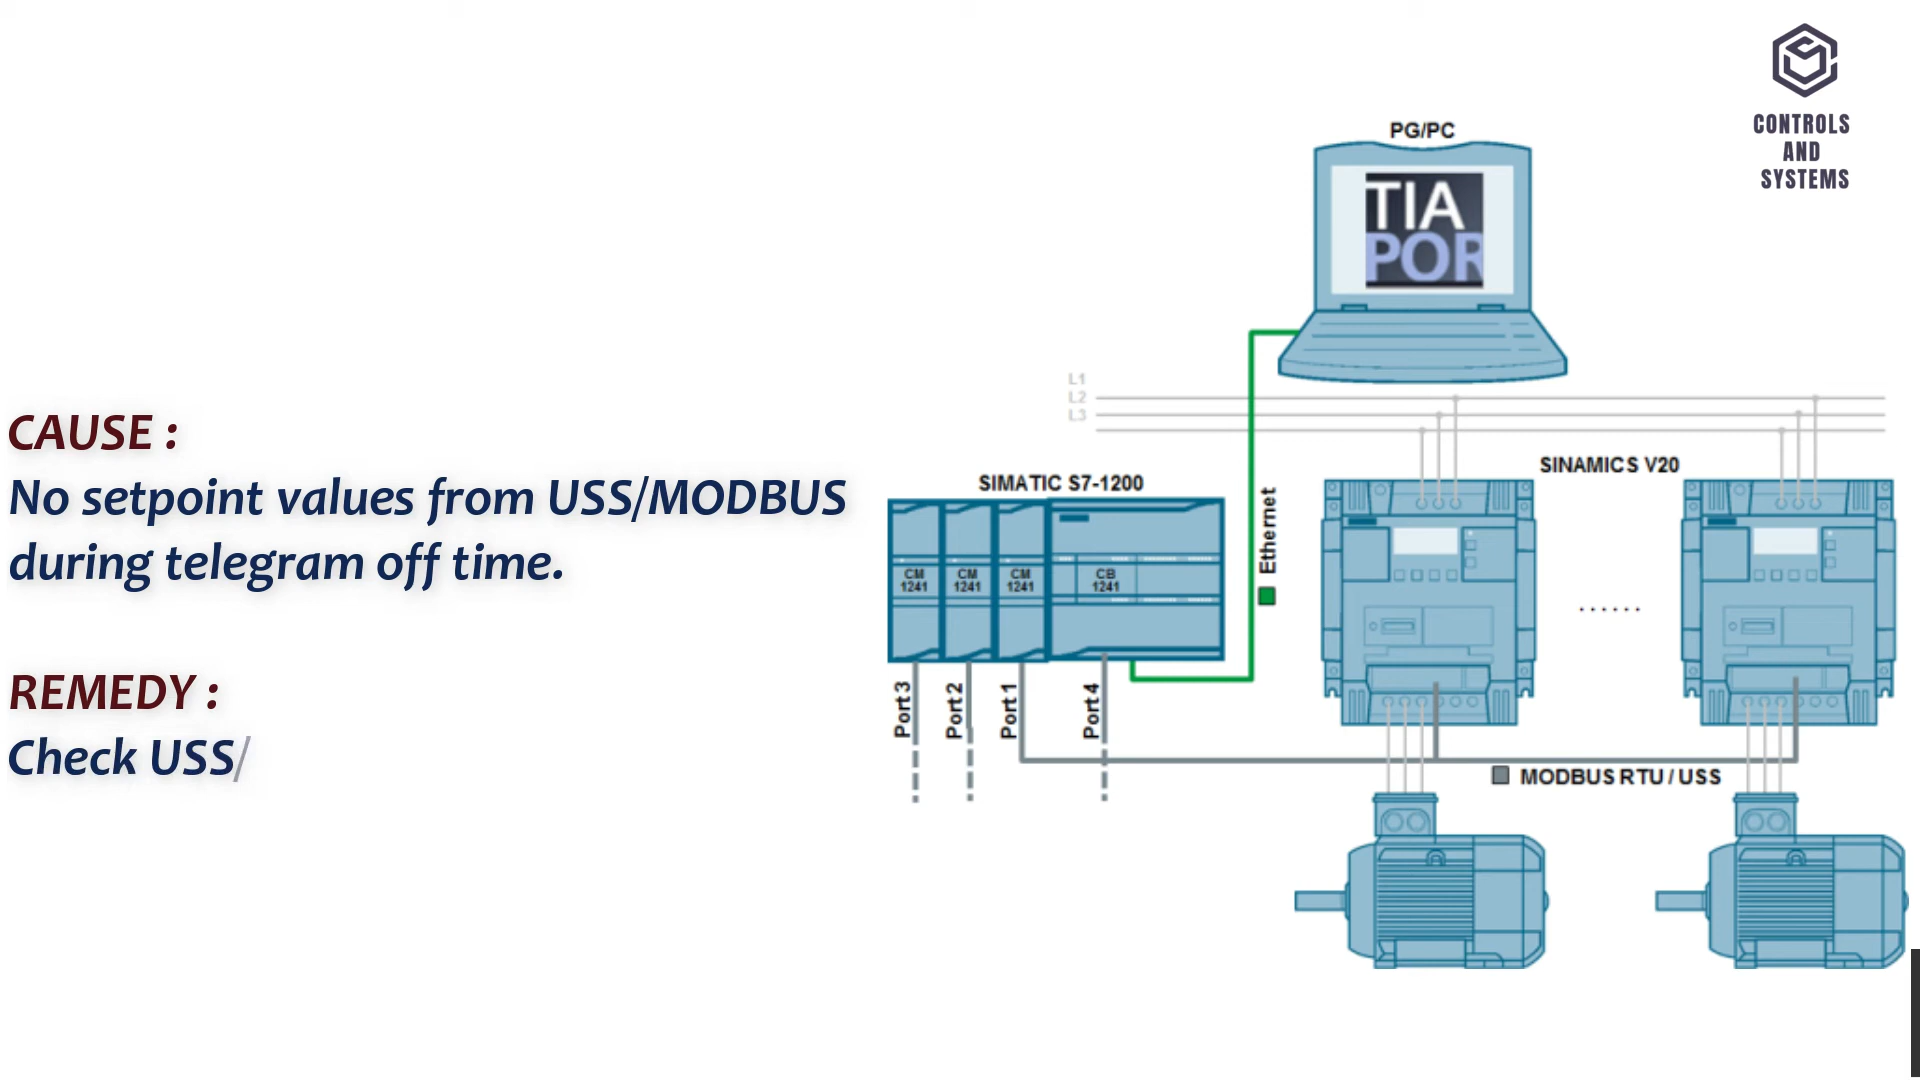 CONTROLS
AND
SYSTEMS
PG/PC
TIA
POR
L1
L2
L3
CAUSE :
No setpoint values from USS/MODBUS
during telegram off time.
REMEDY :
Check USS/
SIMATIC S7-1200
SINAMICS V20
Ethernet
CM
1241
CM
1241
CM
1241
CB
1241
......
Port 3
Port 2
Port 1
Port 4
MODBUS RTU / USS